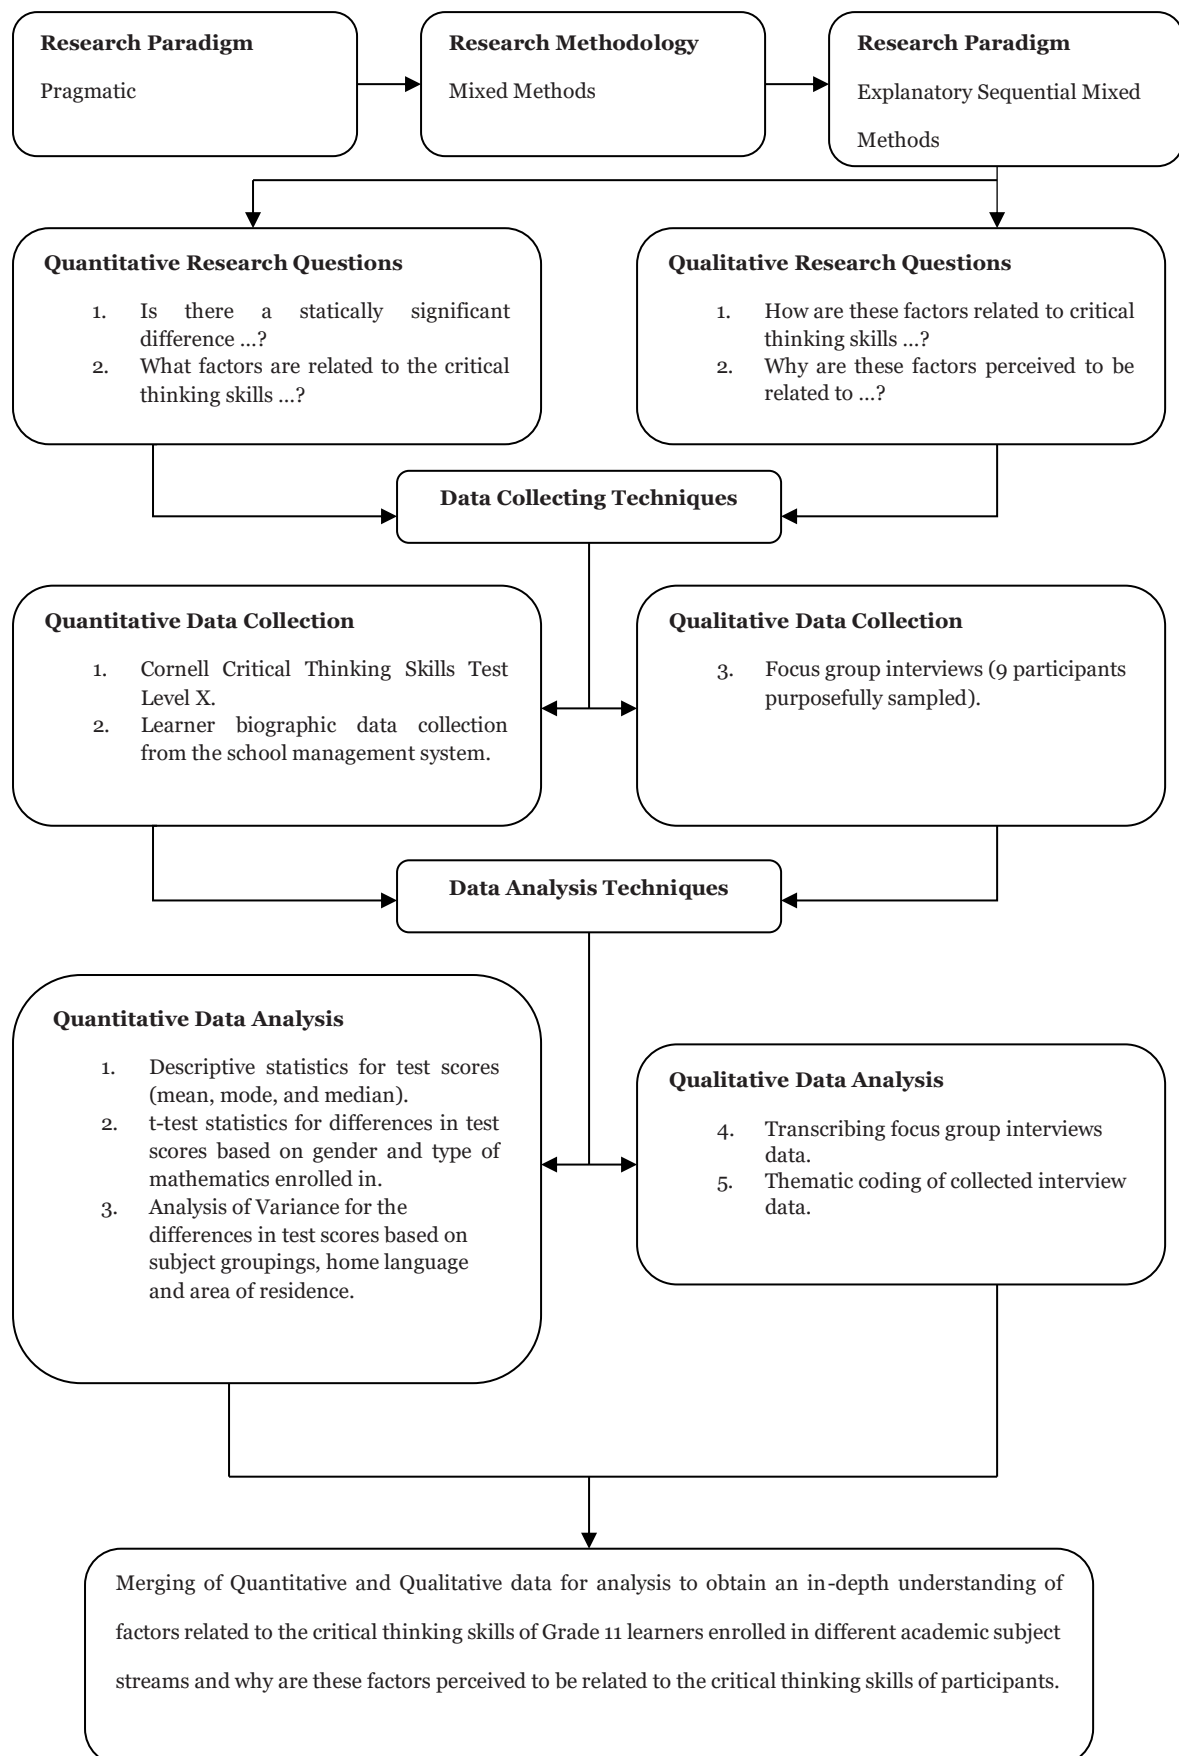 Research Paradigm
Pragmatic
Research Methodology
Mixed Methods
Research Paradigm
Explanatory Sequential Mixed
Methods
Quantitative Research Questions
1. Is there a statically significant
difference ...?
2. What factors are related to the critical
thinking skills ...?
Qualitative Research Questions
1. How are these factors related to critical
thinking skills ...?
2. Why are these factors perceived to be
related to ...?
Data Collecting Techniques
Quantitative Data Collection
1. Cornell Critical Thinking Skills Test
Level X.
2. Learner biographic data collection
from the school management system.
Qualitative Data Collection
3. Focus group interviews (9 participants
purposefully sampled).
Data Analysis Techniques
Quantitative Data Analysis
1. Descriptive statistics for test scores
(mean, mode, and median).
2. t-test statistics for differences in test
scores based on gender and type of
mathematics enrolled in.
3. Analysis of Variance for the
differences in test scores based on
subject groupings, home language
and area of residence.
Qualitative Data Analysis
4. Transcribing focus group interviews
data.
5. Thematic coding of collected interview
data.
Merging of Quantitative and Qualitative data for analysis to obtain an in-depth understanding of
factors related to the critical thinking skills of Grade 11 learners enrolled in different academic subject
streams and why are these factors perceived to be related to the critical thinking skills of participants.